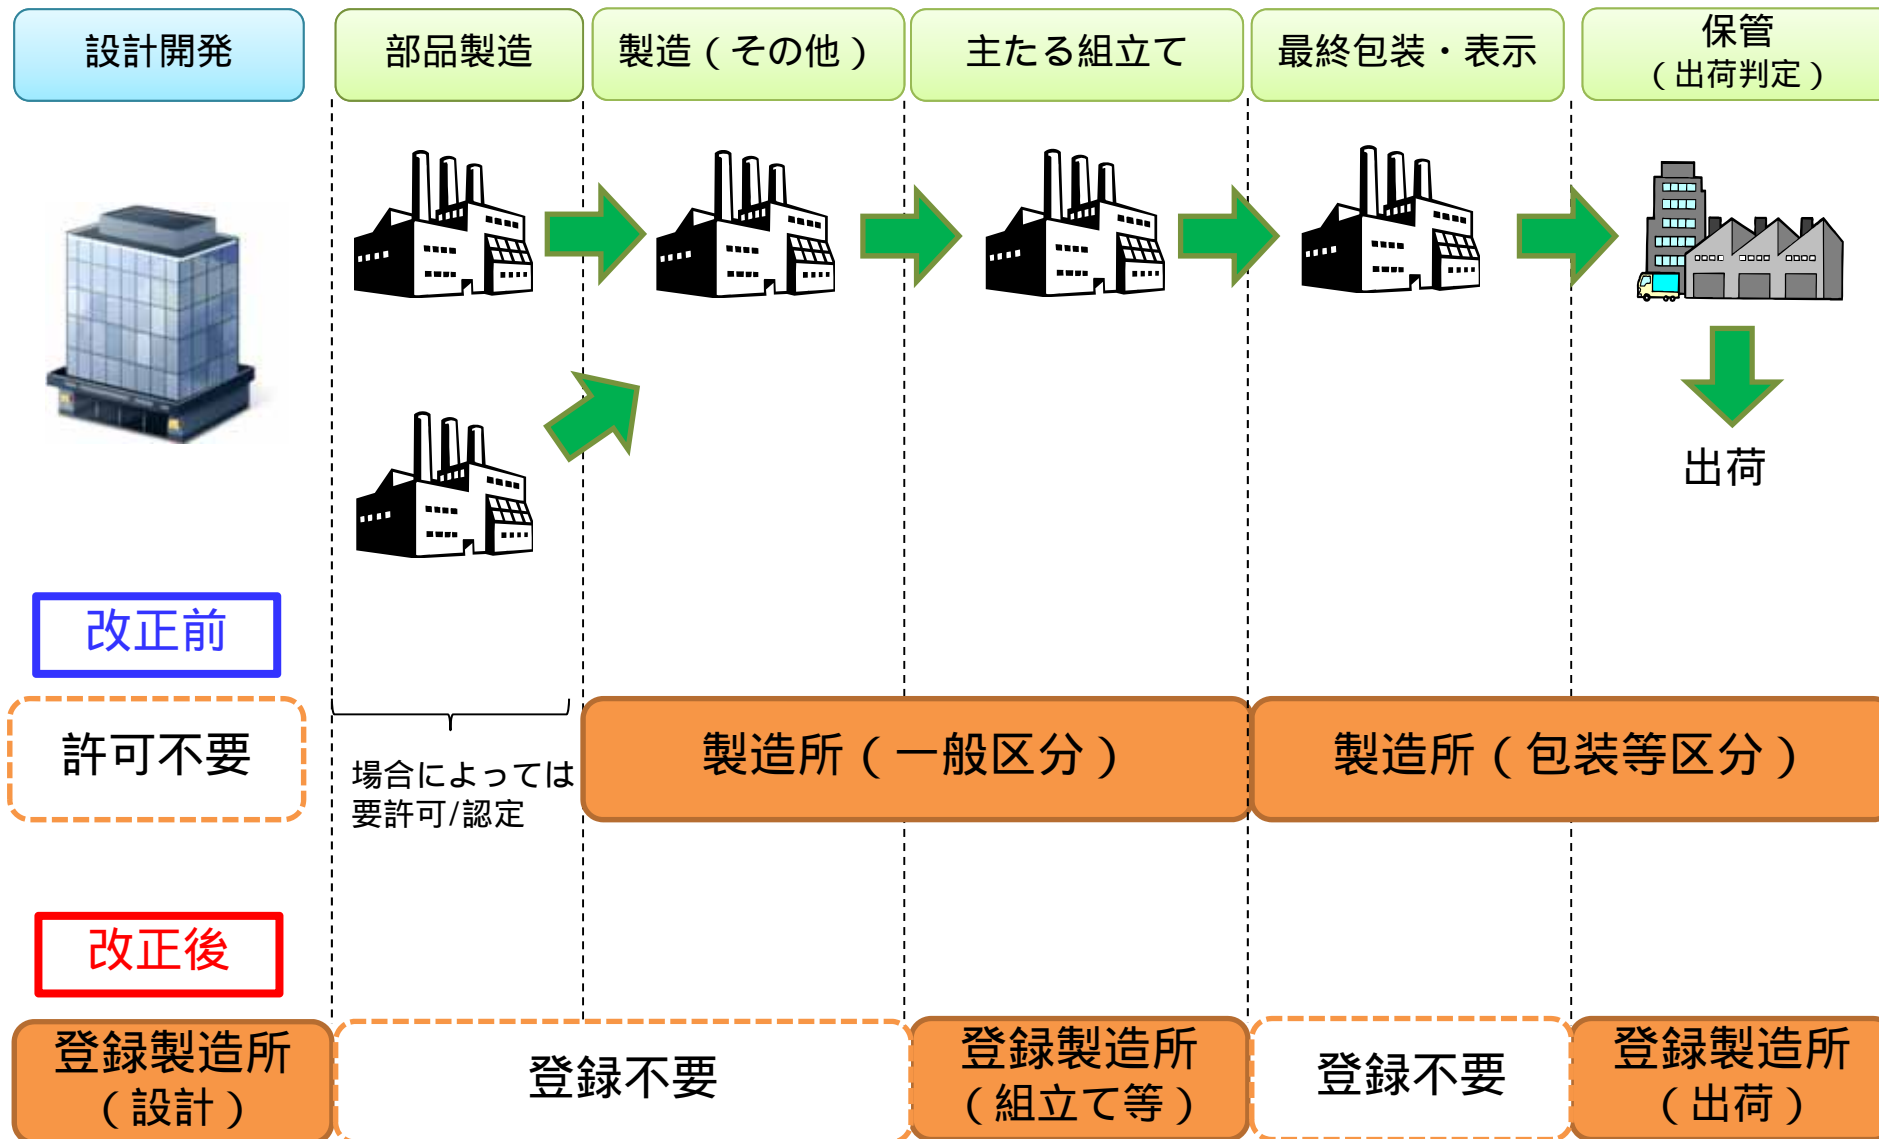 設計開発
部品製造
製造（その他）
主たる組立て
最終包装・表示
保管
（出荷判定）
出荷
改正前
許可不要
場合によっては
要許可/認定
製造所（一般区分）
製造所（包装等区分）
改正後
登録製造所
（設計）
登録不要
登録製造所
（組立て等）
登録不要
登録製造所
（出荷）